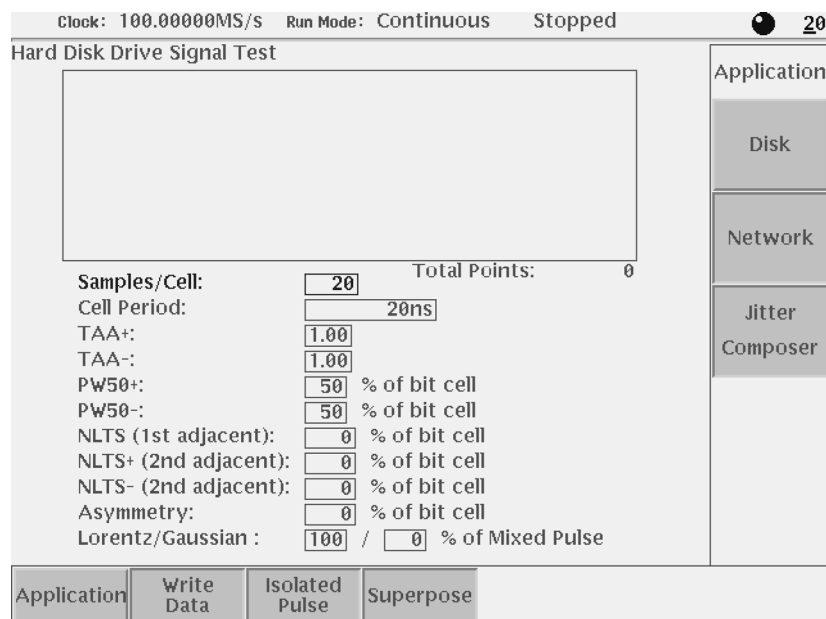 Clock: 100.00000MS/s Run Mode: Continuous Stopped 20
Hard Disk Drive Signal Test
Application
Disk
Network
Jitter
Composer
Total Points: 0
Samples/Cell: 20
Cell Period: 20ns
TAA+: 1.00
TAA-: 1.00
PW50+: 50 % of bit cell
PW50-: 50 % of bit cell
NLTS (1st adjacent): 0 % of bit cell
NLTS+ (2nd adjacent): 0 % of bit cell
NLTS- (2nd adjacent): 0 % of bit cell
Asymmetry: 0 % of bit cell
Lorentz/Gaussian : 100 / 0 % of Mixed Pulse
Application
Write
Data
Isolated
Pulse
Superpose